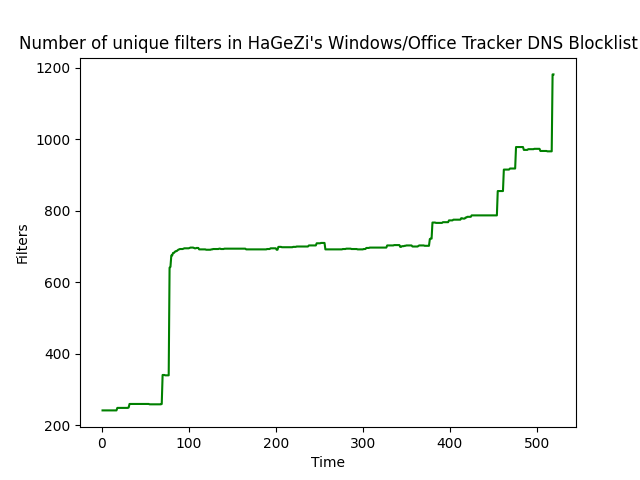 Number of unique filters in HaGeZi's Windows/Office Tracker DNS Blocklist
1200
1000
800
600
400
200
Filters
0 100 200 300 400 500
Time